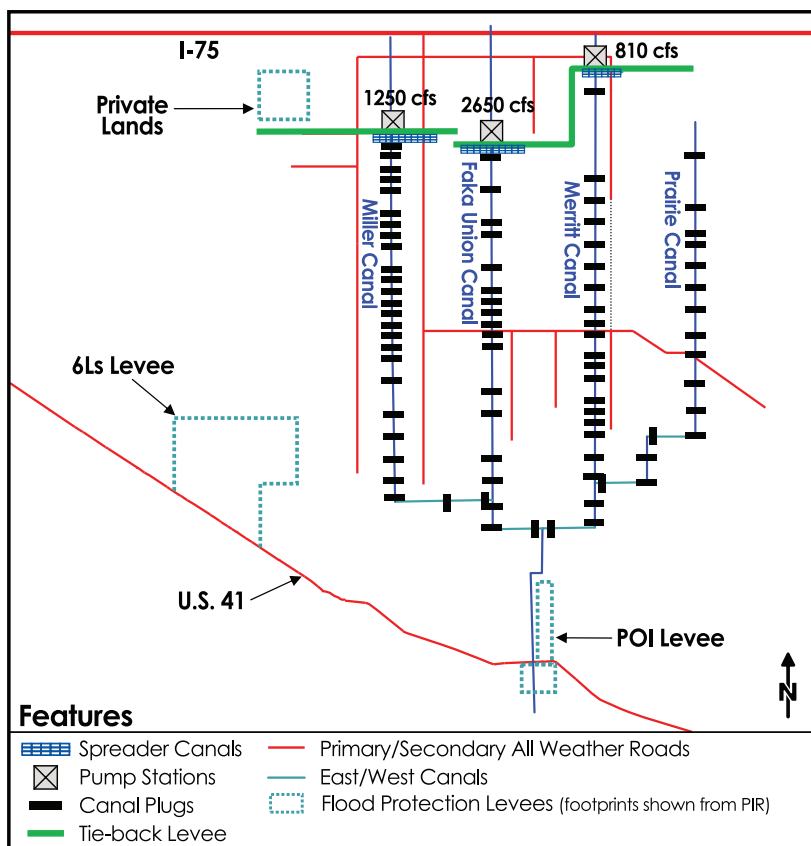 I-75
810 cfs
Private
Lands
1250 cfs
2650 cfs
Miller Canal
Faka Union Canal
Merritt Canal
Prairie Canal
6Ls Levee
U.S. 41
POI Levee
N
Features
Spreader Canals
Primary/Secondary All Weather Roads
Pump Stations
East/West Canals
Canal Plugs
Flood Protection Levees (footprints shown from PIR)
Tie-back Levee